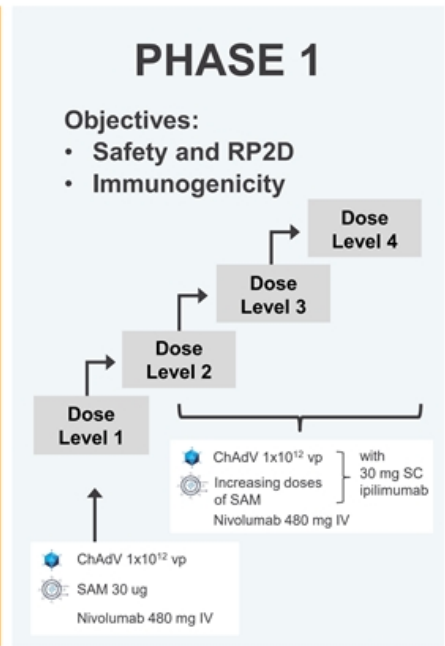 PHASE 1
Objectives:
• Safety and RP2D
• Immunogenicity
Dose
Level 4
Dose
Level 3
Dose
Level 2
Dose
Level 1
ChAdV 1x10¹² vp
Increasing doses
of SAM
Nivolumab 480 mg IV
with
30 mg SC
ipilimumab
ChAdV 1x10¹² vp
SAM 30 ug
Nivolumab 480 mg IV